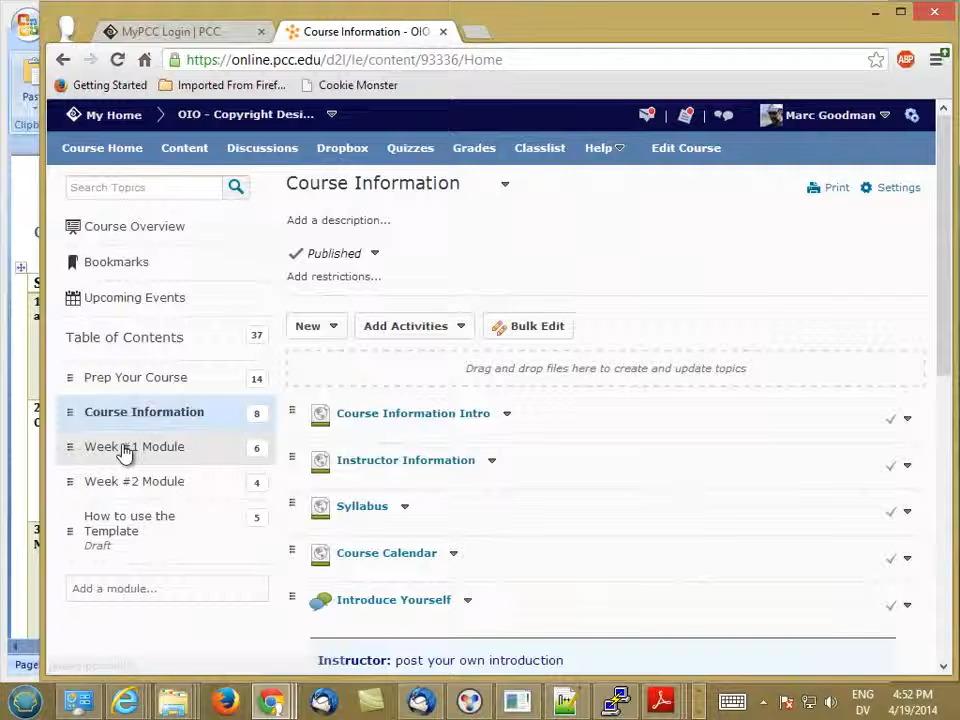 MyPCC Login | PCC
Course Information - OIO
https://online.pcc.edu/d2l/le/content/93336/Home
ABP
Getting Started
Imported From Firef...
Cookie Monster
Past
Clipb
My Home
OIO - Copyright Desi...
Marc Goodman
Course Home
Content
Discussions
Dropbox
Quizzes
Grades
Classlist
Help
Edit Course
Search Topics
Course Information
Print
Settings
Course Overview
Add a description...
Bookmarks
Published
Add restrictions...
Upcoming Events
Table of Contents
37
New
Add Activities
Bulk Edit
Drag and drop files here to create and update topics
Prep Your Course
14
Course Information
8
Course Information Intro
Week #1 Module
6
Instructor Information
Week #2 Module
4
Syllabus
How to use the
Template
5
Draft
Course Calendar
Add a module...
Introduce Yourself
Instructor: post your own introduction
Page
ENG
DV
4:52 PM
4/19/2014